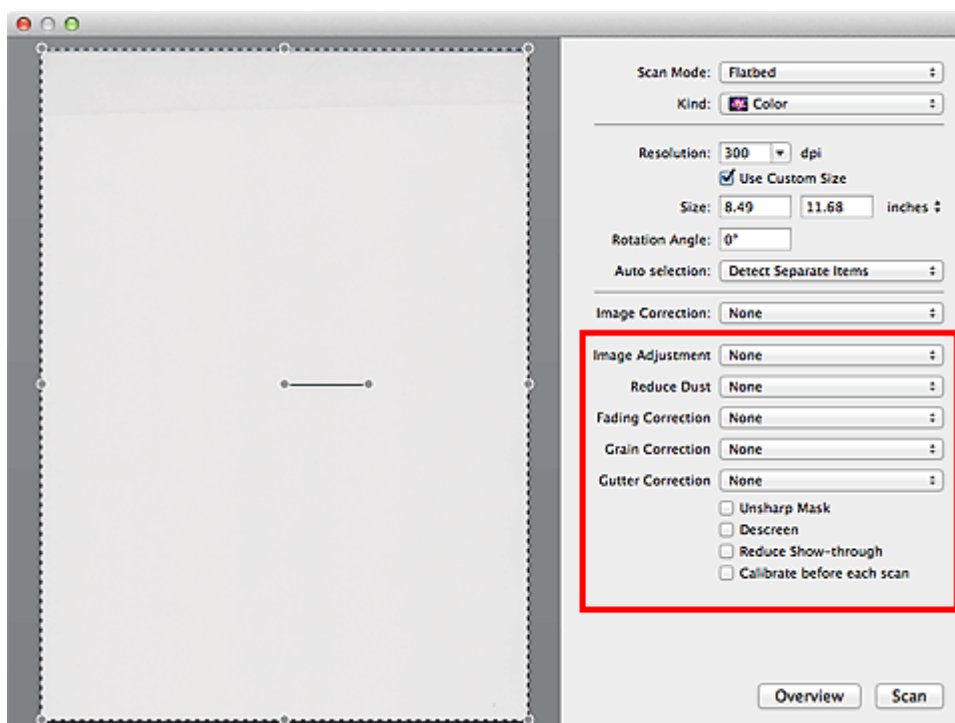 Scan Mode: Flatbed
Kind: Color
Resolution: 300 dpi
Use Custom Size
Size: 8.49 11.68 inches
Rotation Angle: 0°
Auto selection: Detect Separate Items
Image Correction: None
Image Adjustment None
Reduce Dust None
Fading Correction None
Grain Correction None
Gutter Correction None
Unsharp Mask
Descreen
Reduce Show-through
Calibrate before each scan
Overview Scan